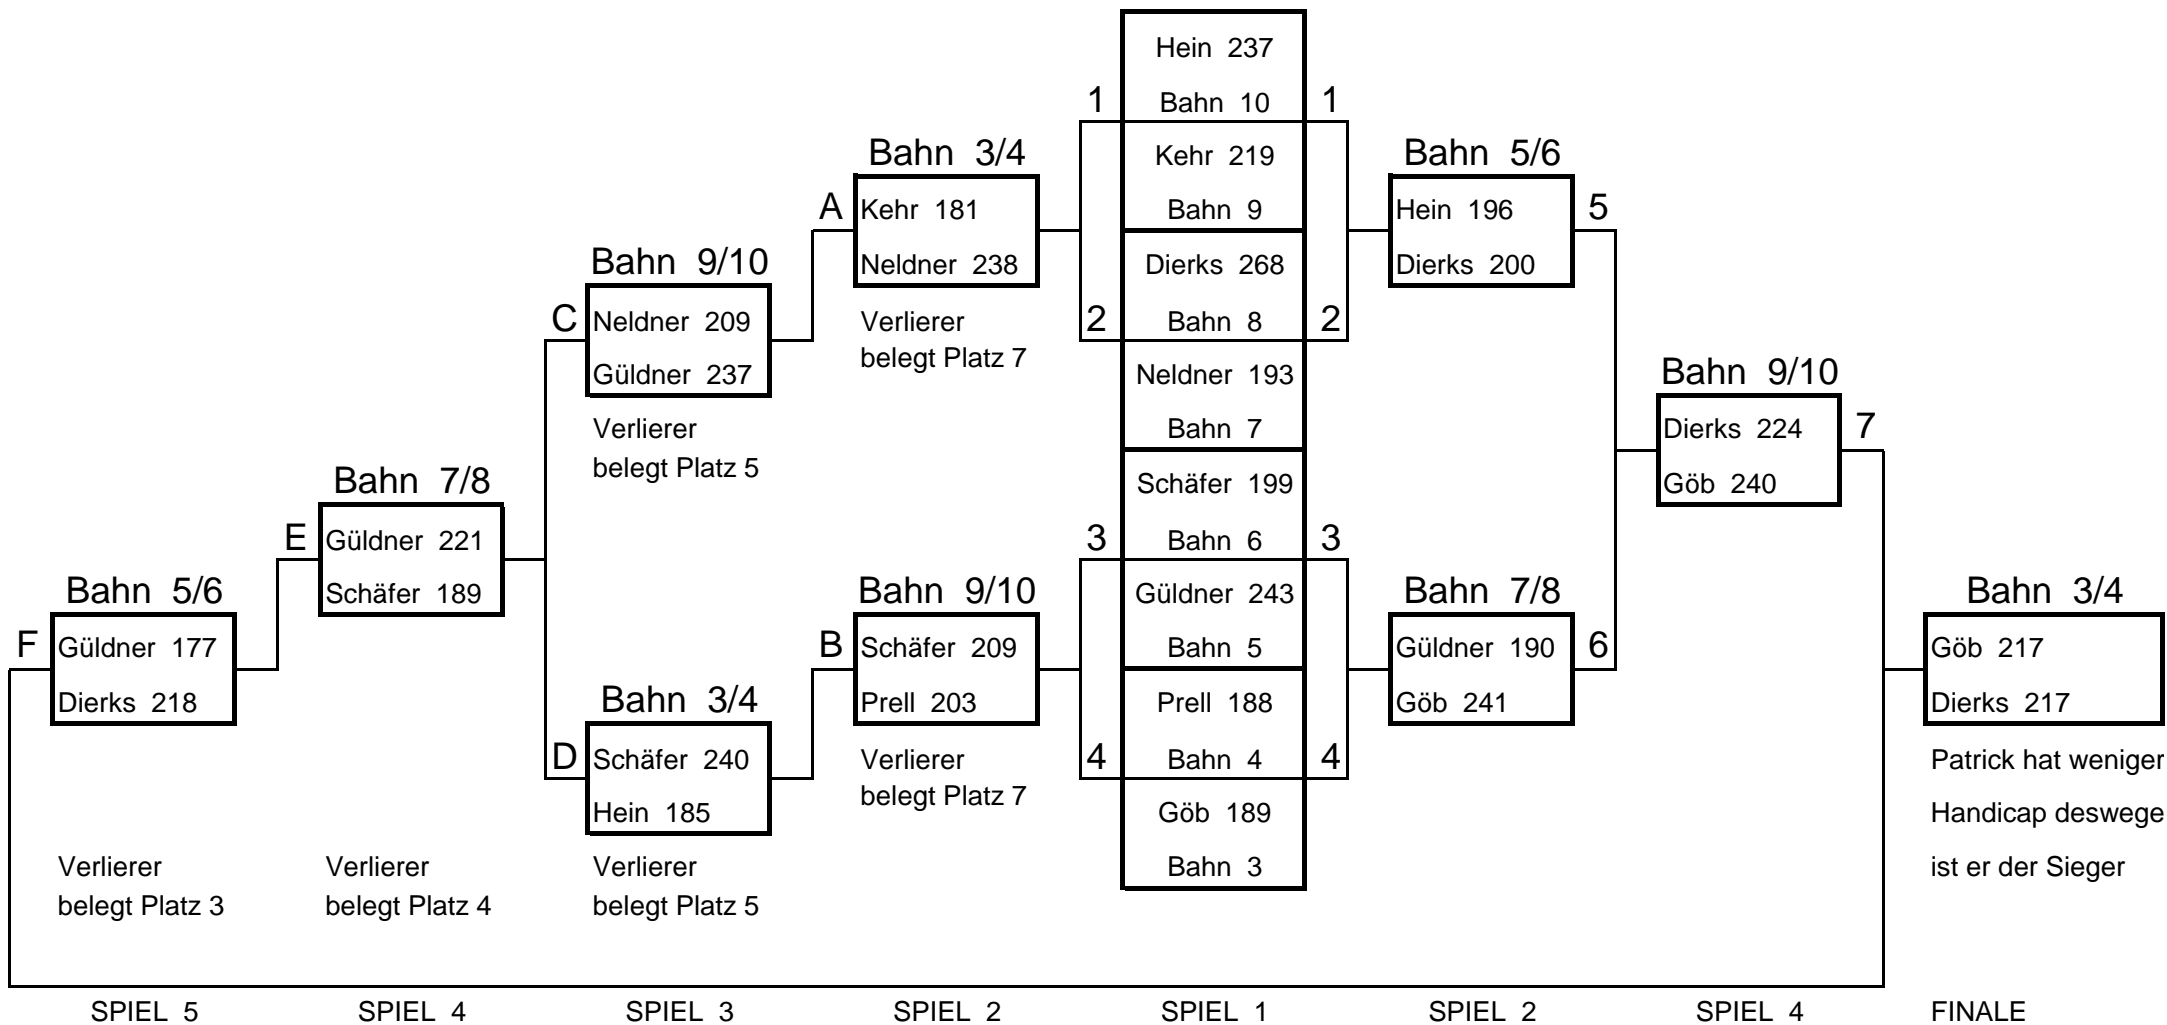 Hein 237
1 Bahn 10 1
Bahn 3/4 Kehr 219 Bahn 5/6
A Kehr 181 Bahn 9 Hein 196 5
Bahn 9/10 Neldner 238 Dierks 268 Dierks 200
C Neldner 209 Verlierer 2 Bahn 8 2
belegt Platz 7
Güldner 237 Neldner 193 Bahn 9/10
Verlierer Bahn 7 Dierks 224 7
belegt Platz 5
Bahn 7/8 Schäfer 199 Göb 240
E Güldner 221 3 Bahn 6 3
Bahn 5/6 Schäfer 189 Bahn 9/10 Güldner 243 Bahn 7/8 Bahn 3/4
F Güldner 177 B Schäfer 209 Bahn 5 Güldner 190 6 Göb 217
Dierks 218 Bahn 3/4 Prell 203 Prell 188 Göb 241 Dierks 217
D Schäfer 240 Verlierer 4 Bahn 4 4 Patrick hat weniger
belegt Platz 7
Hein 185 Göb 189 Handicap deswege
Verlierer Verlierer Verlierer Bahn 3 ist er der Sieger
belegt Platz 3 belegt Platz 4 belegt Platz 5
SPIEL 5 SPIEL 4 SPIEL 3 SPIEL 2 SPIEL 1 SPIEL 2 SPIEL 4 FINALE